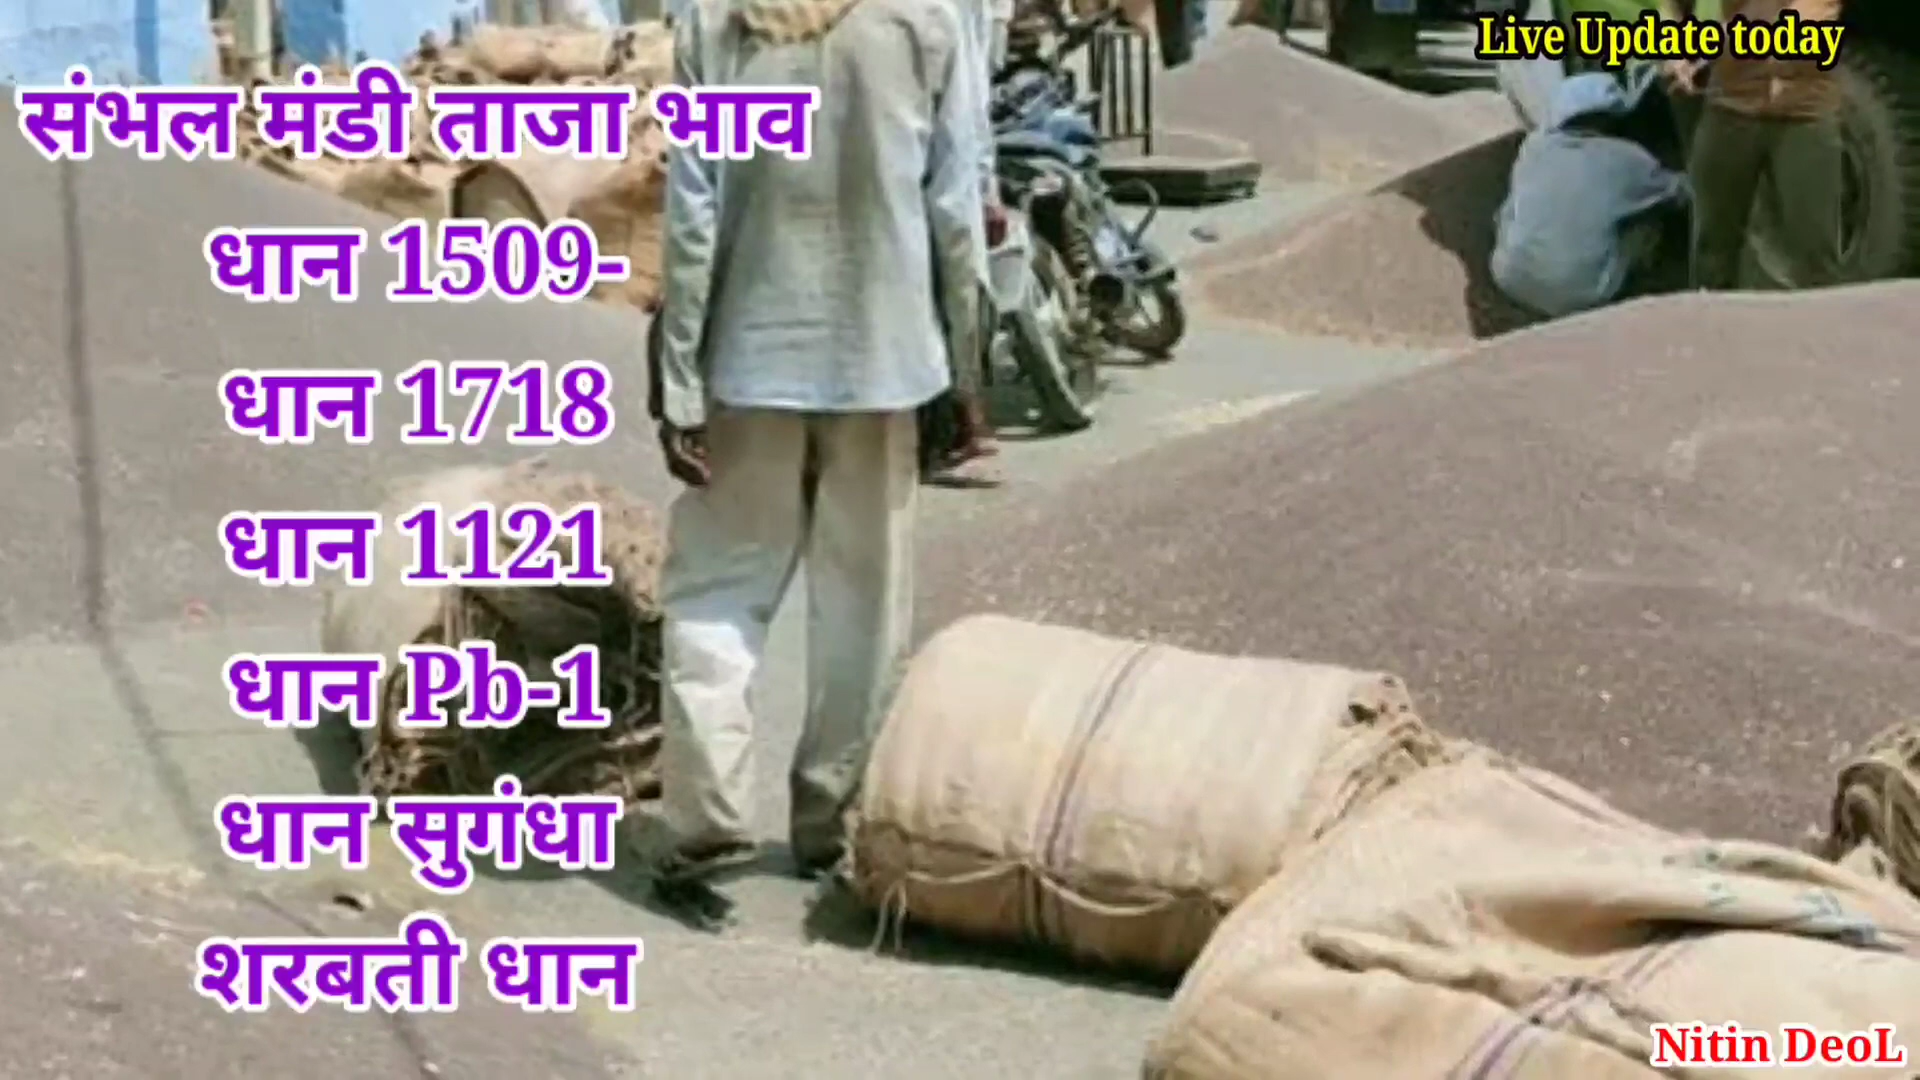 Live Update today
संभल मंडी ताजा भाव
धान 1509-
धान 1718
धान 1121
धान Pb-1
धान सुगंधा
शरबती धान
Nitin DeoL